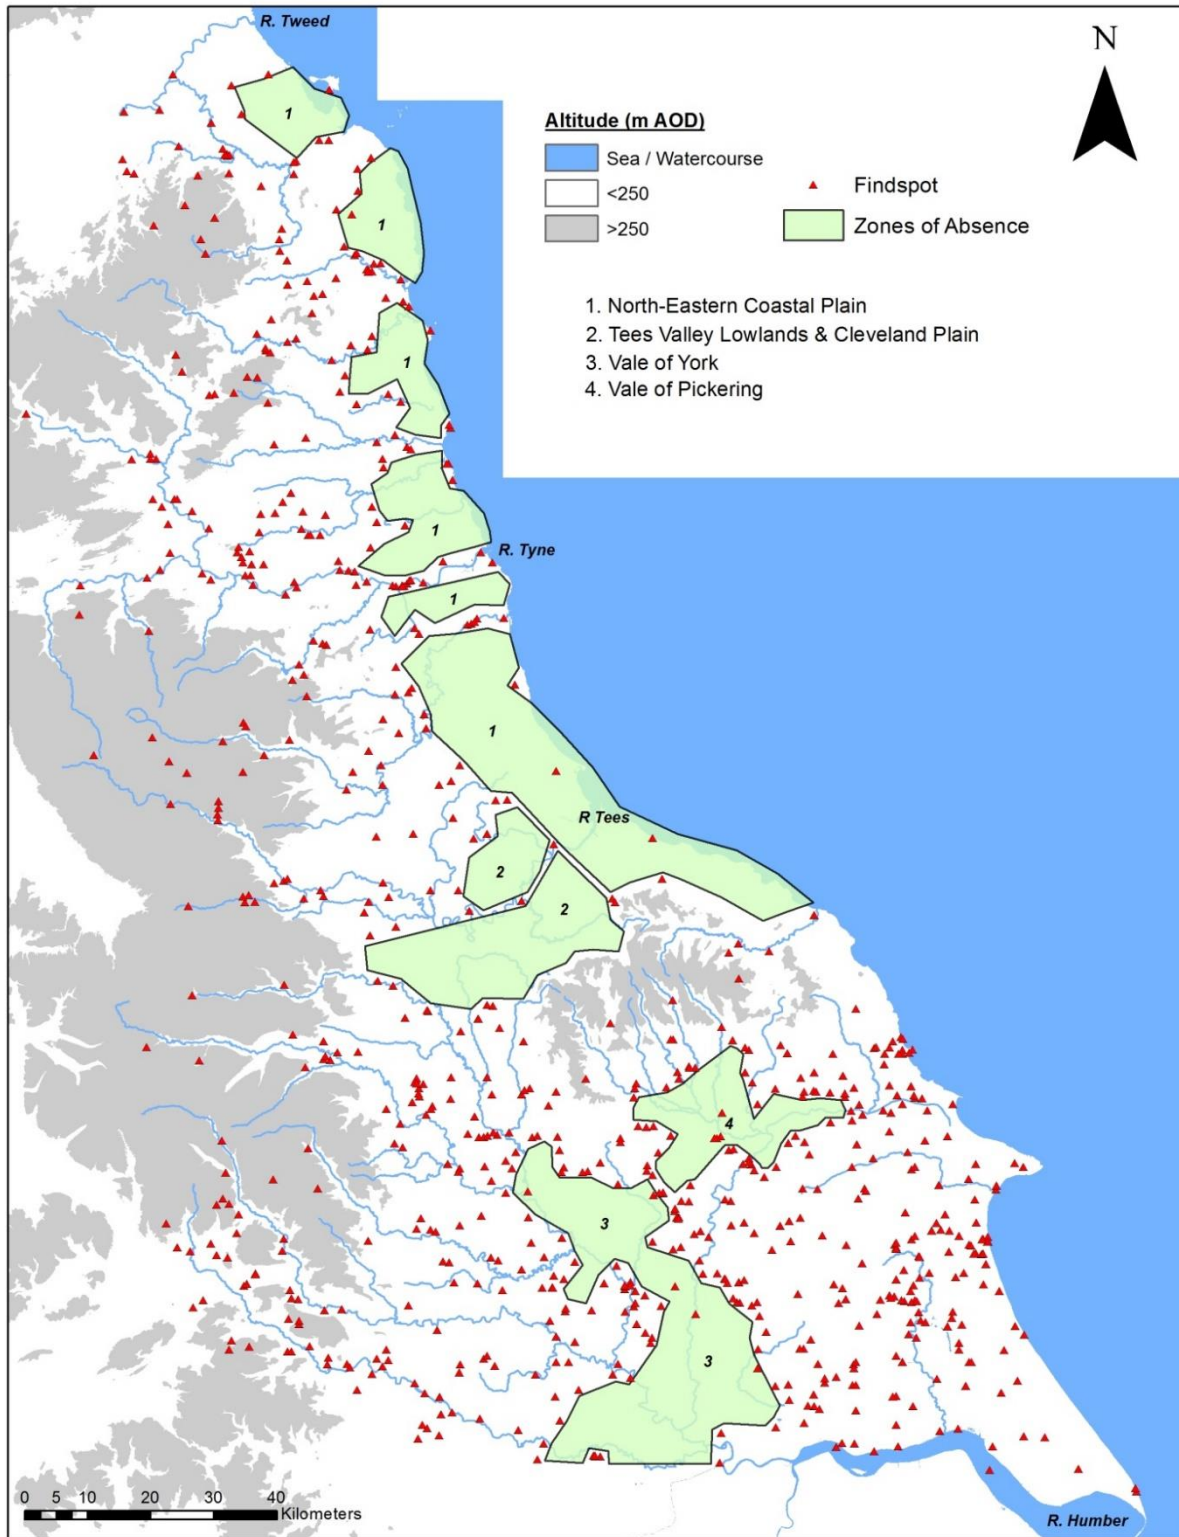 R. Tweed
N
1
Altitude (m AOD)
Sea / Watercourse
<250
>250
Findspot
Zones of Absence
1
1. North-Eastern Coastal Plain
2. Tees Valley Lowlands & Cleveland Plain
3. Vale of York
4. Vale of Pickering
1
1
R. Tyne
1
1
R Tees
2
2
4
3
3
0 5 10 20 30 40
Kilometers
R. Humber